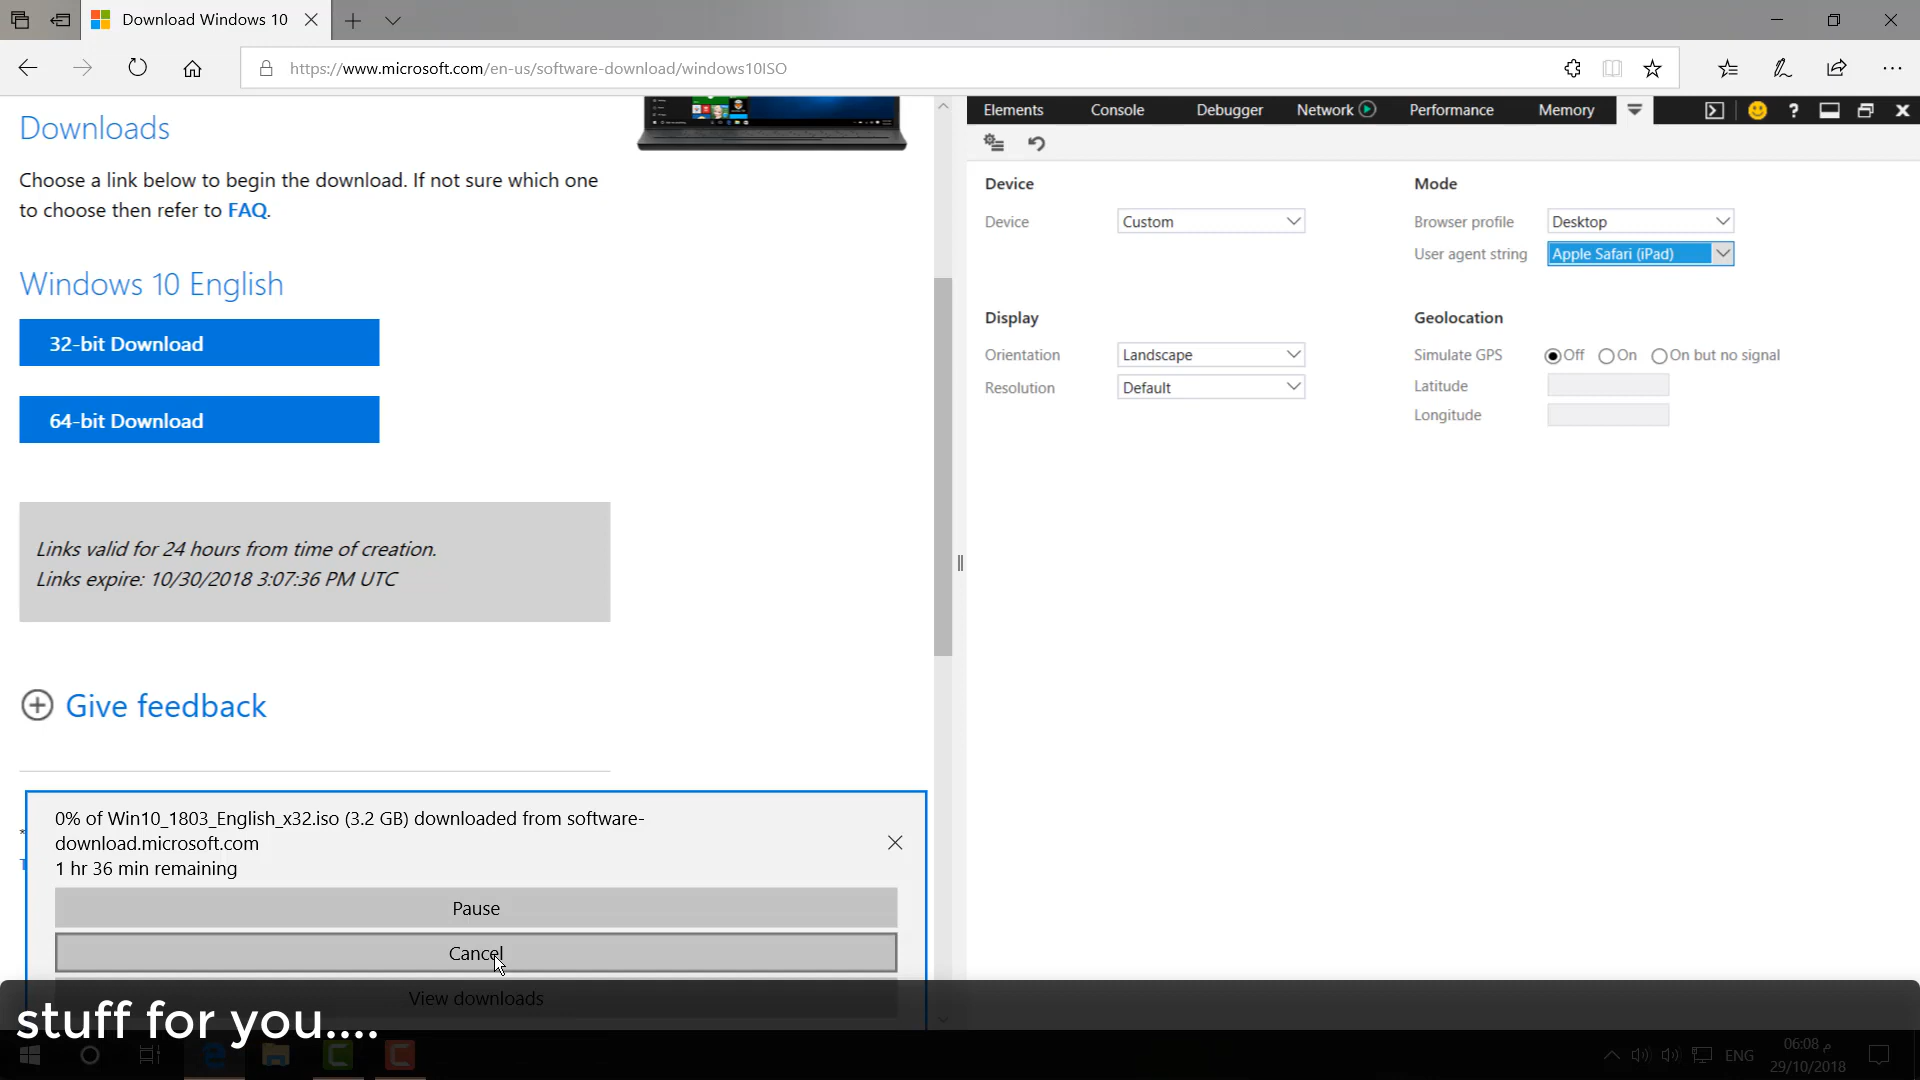 Download Windows 10
https://www.microsoft.com/en-us/software-download/windows10ISO
Downloads
Choose a link below to begin the download. If not sure which one
to choose then refer to FAQ.
Windows 10 English
32-bit Download
64-bit Download
Links valid for 24 hours from time of creation.
Links expire: 10/30/2018 3:07:36 PM UTC
Give feedback
0% of Win10_1803_English_x32.iso (3.2 GB) downloaded from software-
download.microsoft.com
1 hr 36 min remaining
Pause
Cancel
View downloads
Elements Console Debugger Network Performance Memory
Device
Device Custom
Mode
Browser profile Desktop
User agent string Apple Safari (iPad)
Display
Orientation Landscape
Resolution Default
Geolocation
Simulate GPS Off On On but no signal
Latitude
Longitude
stuff for you....
ENG
06:08 م
29/10/2018